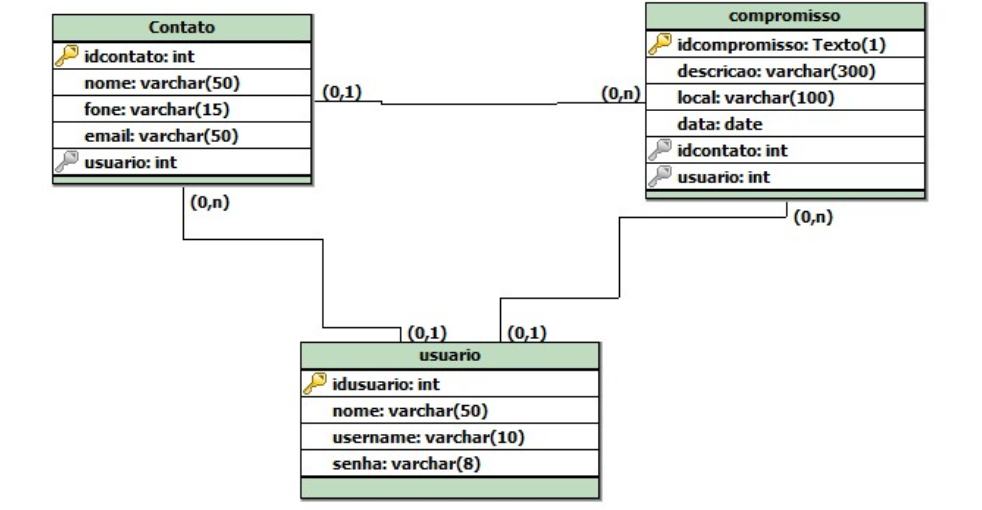 Contato
idcontato: int
nome: varchar(50)
fone: varchar(15)
email: varchar(50)
usuario: int
(0,1)
(0,n)
compromisso
idcompromisso: Texto(1)
descricao: varchar(300)
local: varchar(100)
data: date
idcontato: int
usuario: int
(0,n)
(0,n)
(0,1)
(0,1)
usuario
idusuario: int
nome: varchar(50)
username: varchar(10)
senha: varchar(8)